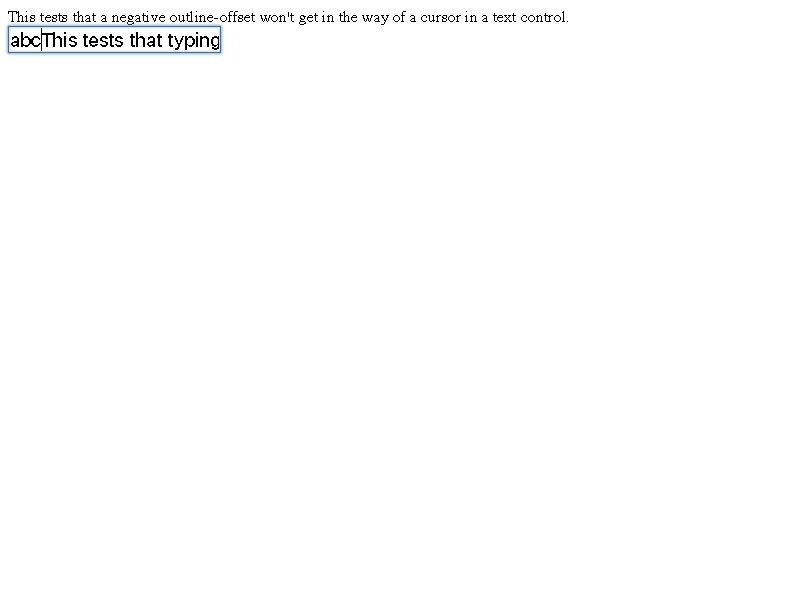 This tests that a negative outline-offset won't get in the way of a cursor in a text control.
abcThis tests that typing